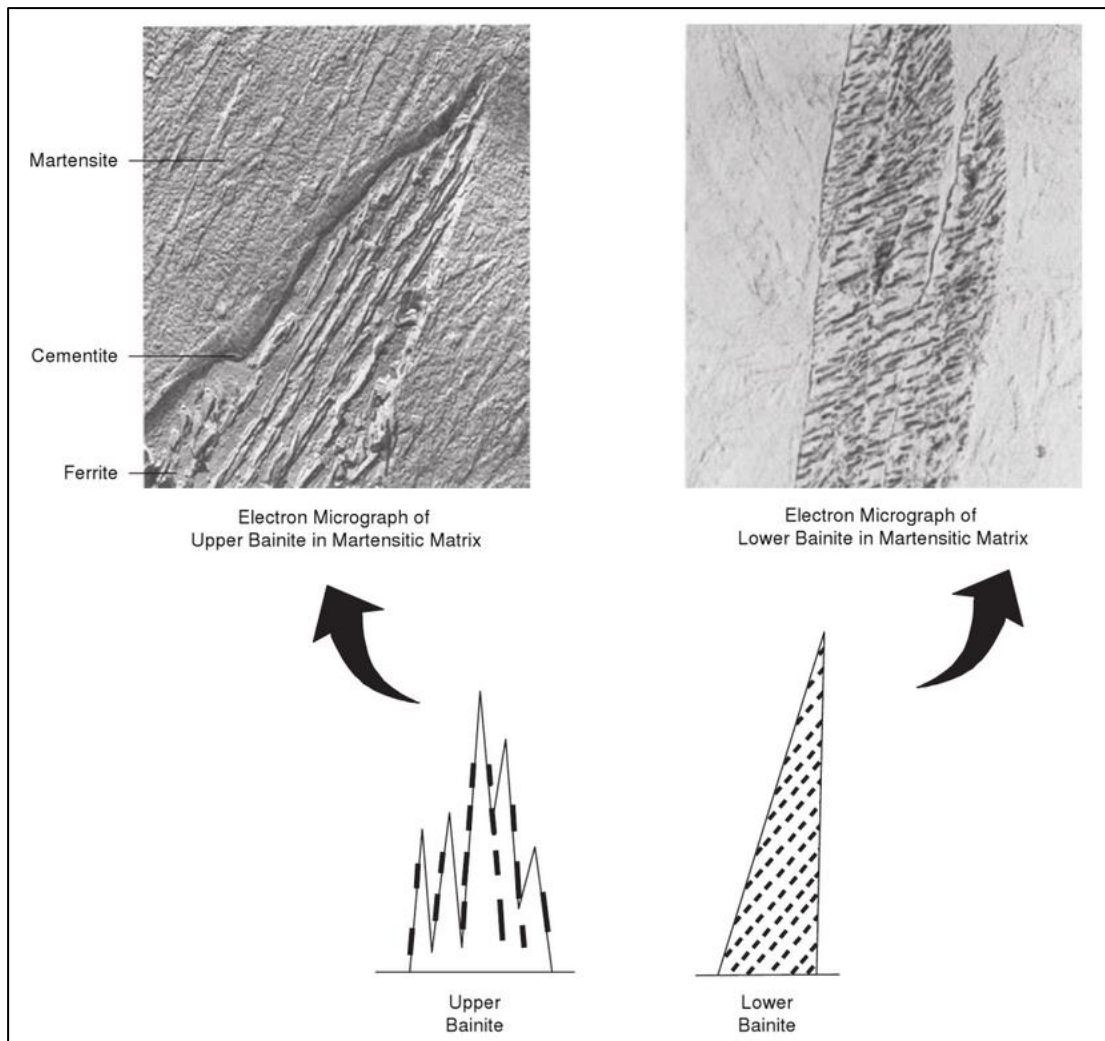 Martensite
Cementite
Ferrite
Electron Micrograph of
Upper Bainite in Martensitic Matrix
Electron Micrograph of
Lower Bainite in Martensitic Matrix
Upper
Bainite
Lower
Bainite